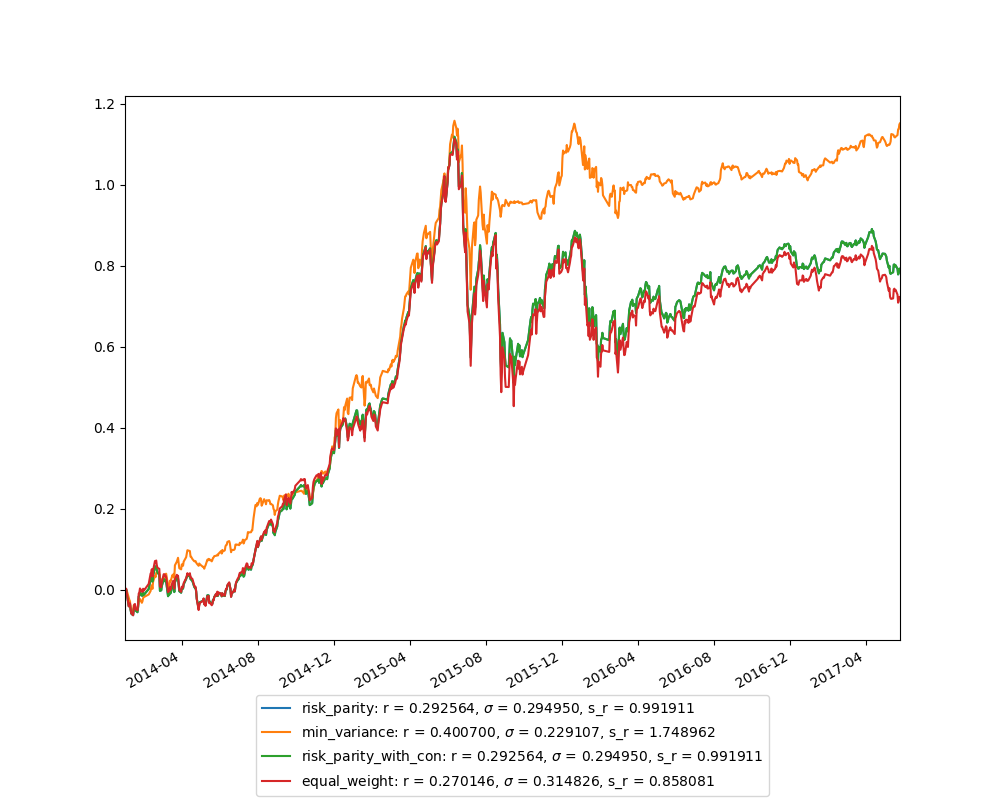 1.2
1.0
0.8
0.6
0.4
0.2
0.0
2014-04 2014-08 2014-12 2015-04 2015-08 2015-12 2016-04 2016-08 2016-12 2017-04
risk_parity: r = 0.292564, σ = 0.294950, s_r = 0.991911
min_variance: r = 0.400700, σ = 0.229107, s_r = 1.748962
risk_parity_with_con: r = 0.292564, σ = 0.294950, s_r = 0.991911
equal_weight: r = 0.270146, σ = 0.314826, s_r = 0.858081